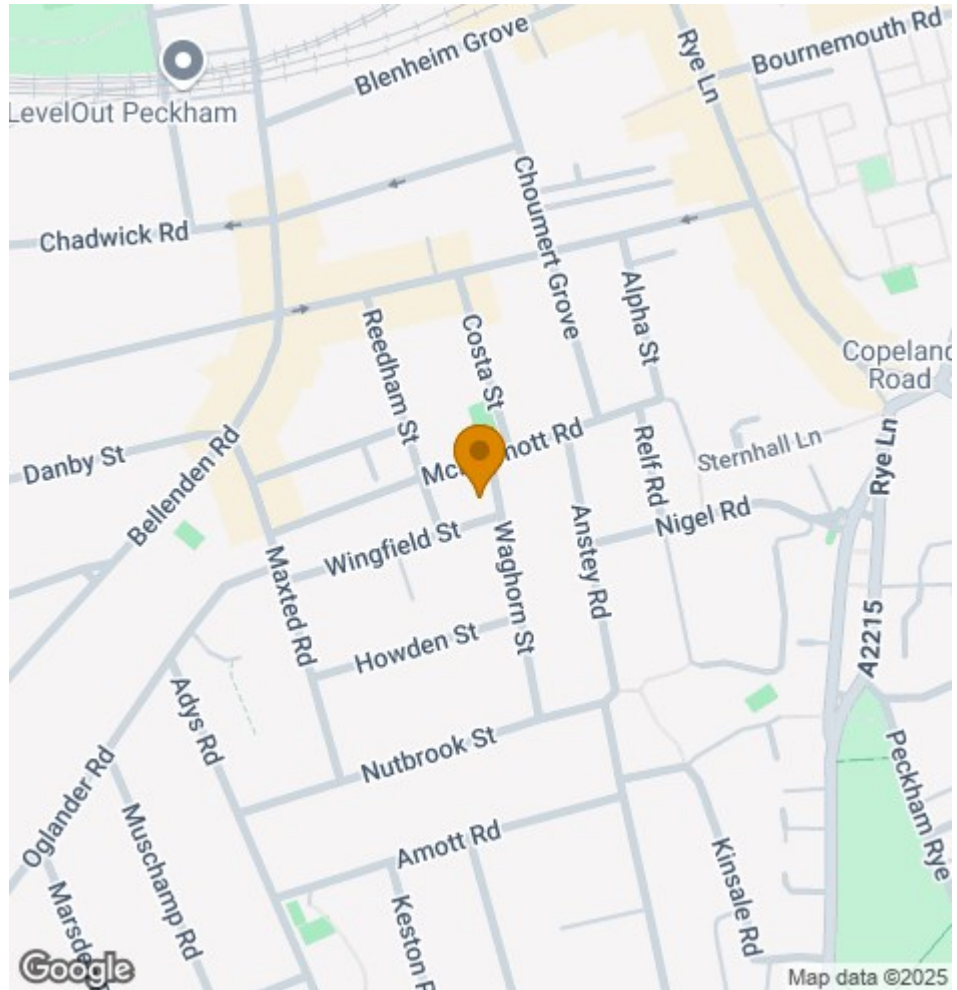 Blenheim Grove
Rye Ln
Bournemouth Rd
LevelOut Peckham
Chadwick Rd
Choumert Grove
Alpha St
Reedham St
Costa St
Copeland
Road
Danby St
Bellenden Rd
Relf Rd
Sternhall Ln
Rye Ln
Nigel Rd
Wingfield St
Waghorn St
Anstey Rd
Maxted Rd
Howden St
A2215
Adys Rd
Nutbrook St
Peckham Rye
Oglander Rd
Muschamp Rd
Amott Rd
Kinsale Rd
Keston
Google
Map data ©2025